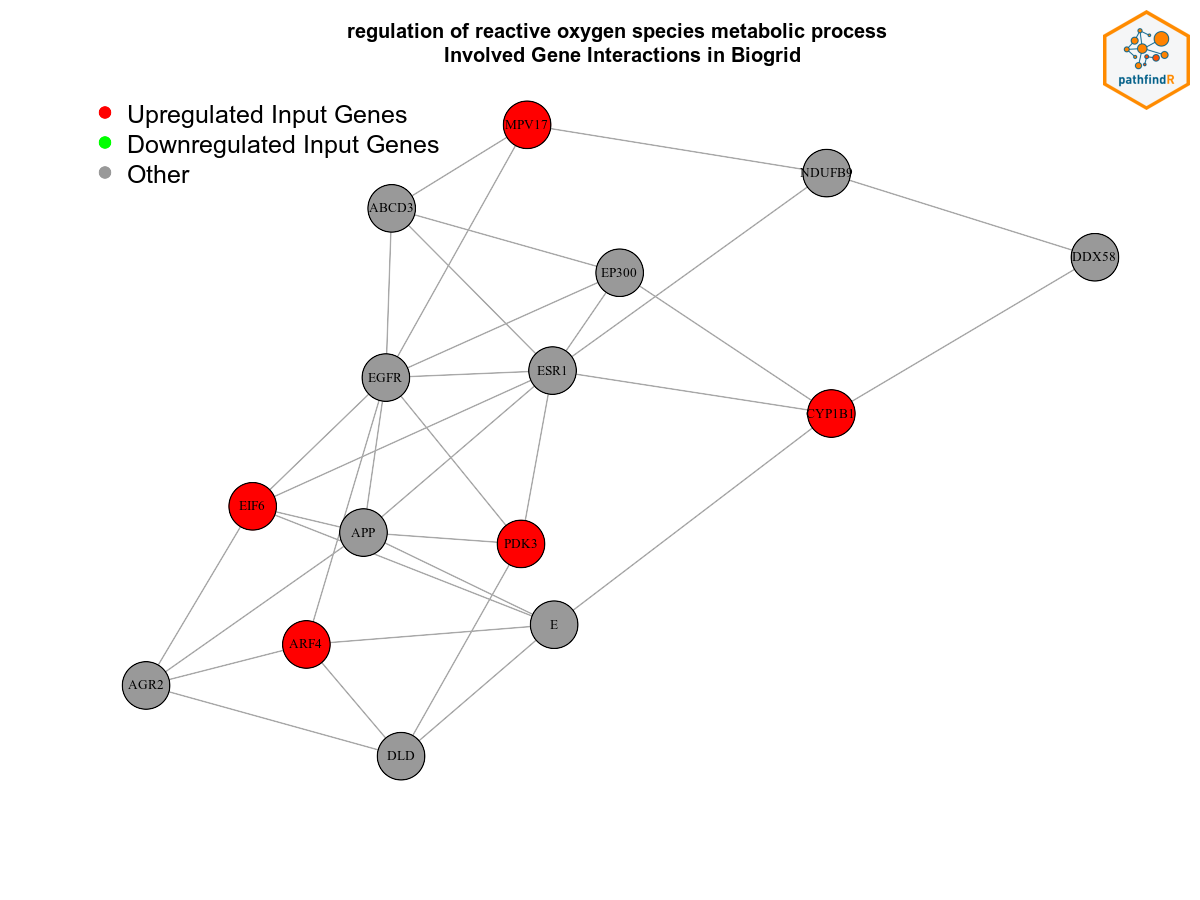 regulation of reactive oxygen species metabolic process
Involved Gene Interactions in Biogrid
pathfindR
Upregulated Input Genes
Downregulated Input Genes
Other
MPV17
NDUFB9
ABCD3
DDX58
EP300
EGFR
ESR1
CYP1B1
EIF6
APP
PDK3
E
ARF4
AGR2
DLD